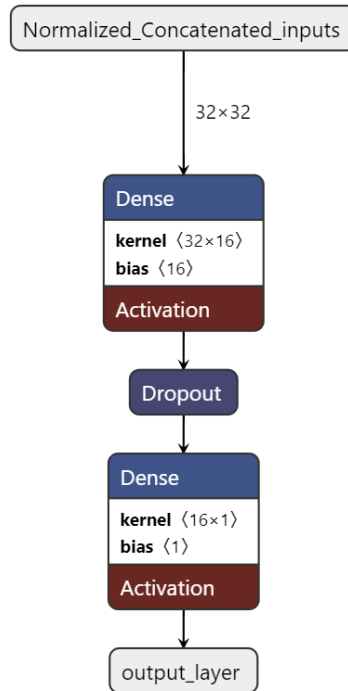 Normalized_Concatenated_inputs
32×32
Dense
kernel ⟨32×16⟩
bias ⟨16⟩
Activation
Dropout
Dense
kernel ⟨16×1⟩
bias ⟨1⟩
Activation
output_layer